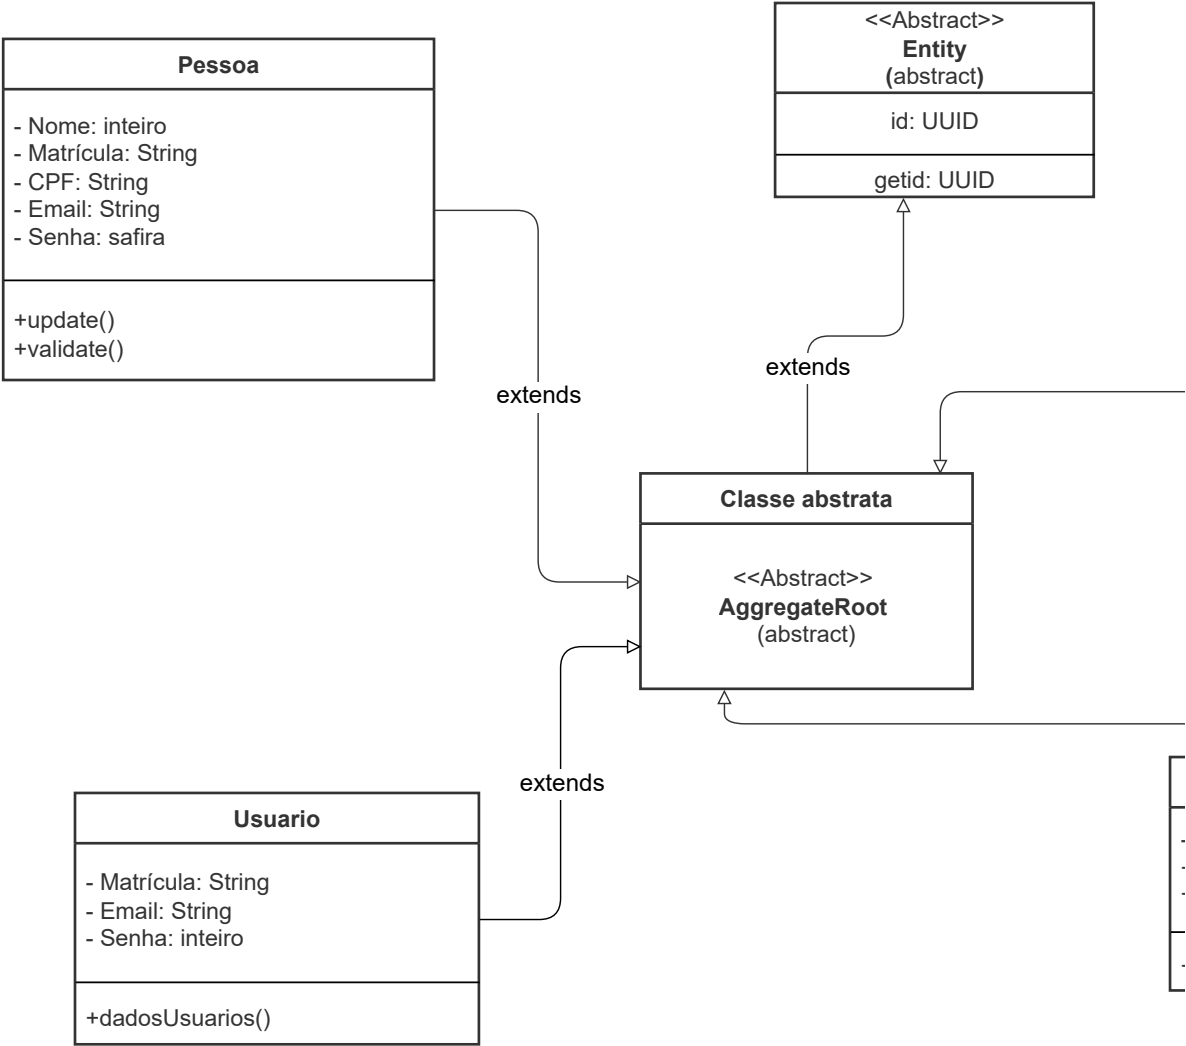 Pessoa
- Nome: inteiro
- Matrícula: String
- CPF: String
- Email: String
- Senha: safira
+update()
+validate()
<<Abstract>>
Entity
(abstract)
id: UUID
getid: UUID
extends
extends
Classe abstrata
<<Abstract>>
AggregateRoot
(abstract)
extends
Usuario
- Matrícula: String
- Email: String
- Senha: inteiro
+dadosUsuarios()